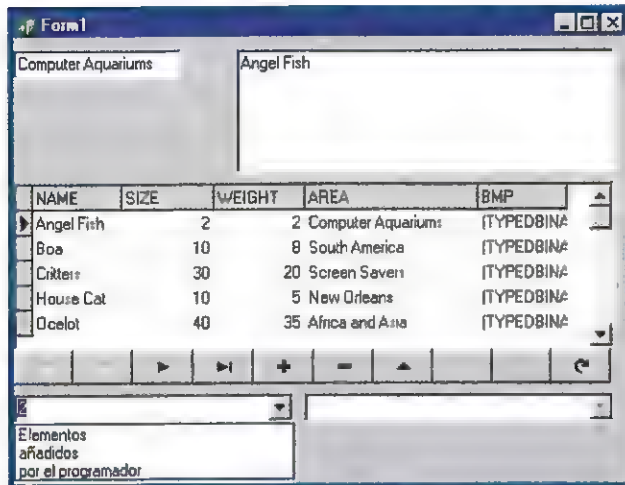 Form1
Computer Aquariums
Angel Fish
NAME SIZE WEIGHT AREA BMP
Angel Fish 2 2 Computer Aquariums (TYPEDBINA
Boa 10 8 South America (TYPEDBINA
Critters 30 20 Screen Savers (TYPEDBINA
House Cat 10 5 New Orleans (TYPEDBINA
Ocelot 40 35 Africa and Asia (TYPEDBINA
2
Elementos
añadidos
por el programador